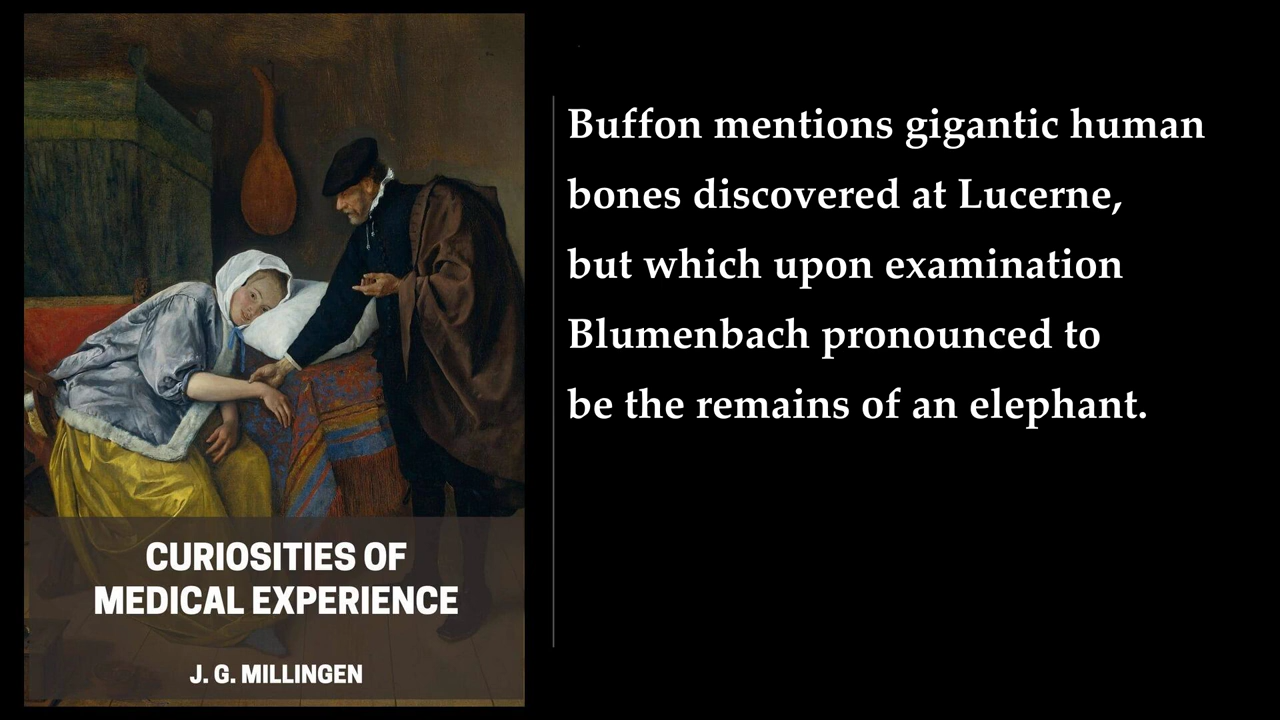 CURIOSITIES OF
MEDICAL EXPERIENCE
J. G. MILLINGEN
Buffon mentions gigantic human
bones discovered at Lucerne,
but which upon examination
Blumenbach pronounced to
be the remains of an elephant.